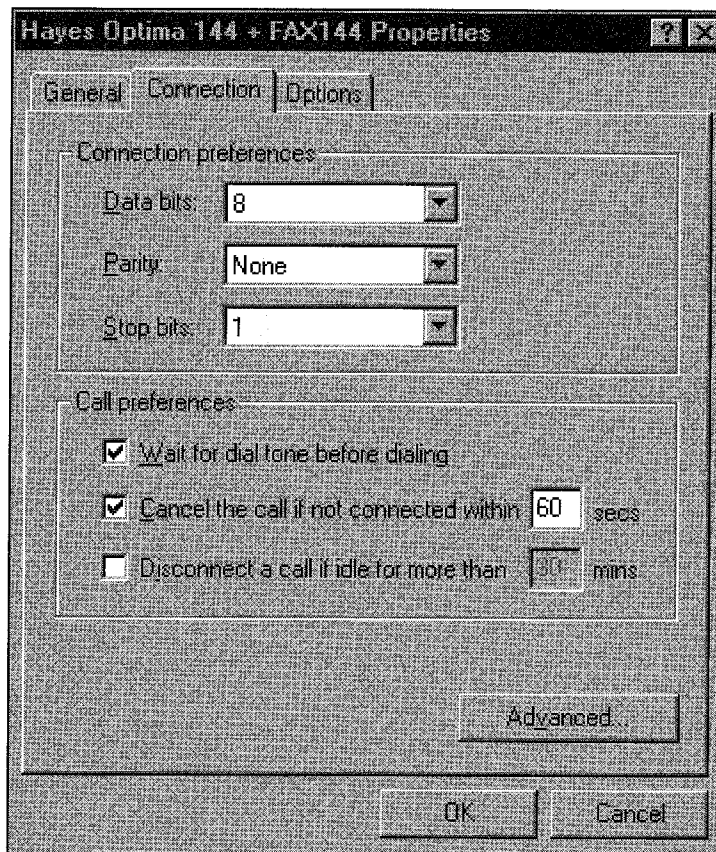 Hayes Optima 144 + FAX144 Properties ? X
General Connection Options
Connection preferences
Data bits: 8
Parity: None
Stop bits: 1
Call preferences
Wait for dial tone before dialing
Cancel the call if not connected within 60 secs
Disconnect a call if idle for more than 30 mins
Advanced...
OK Cancel